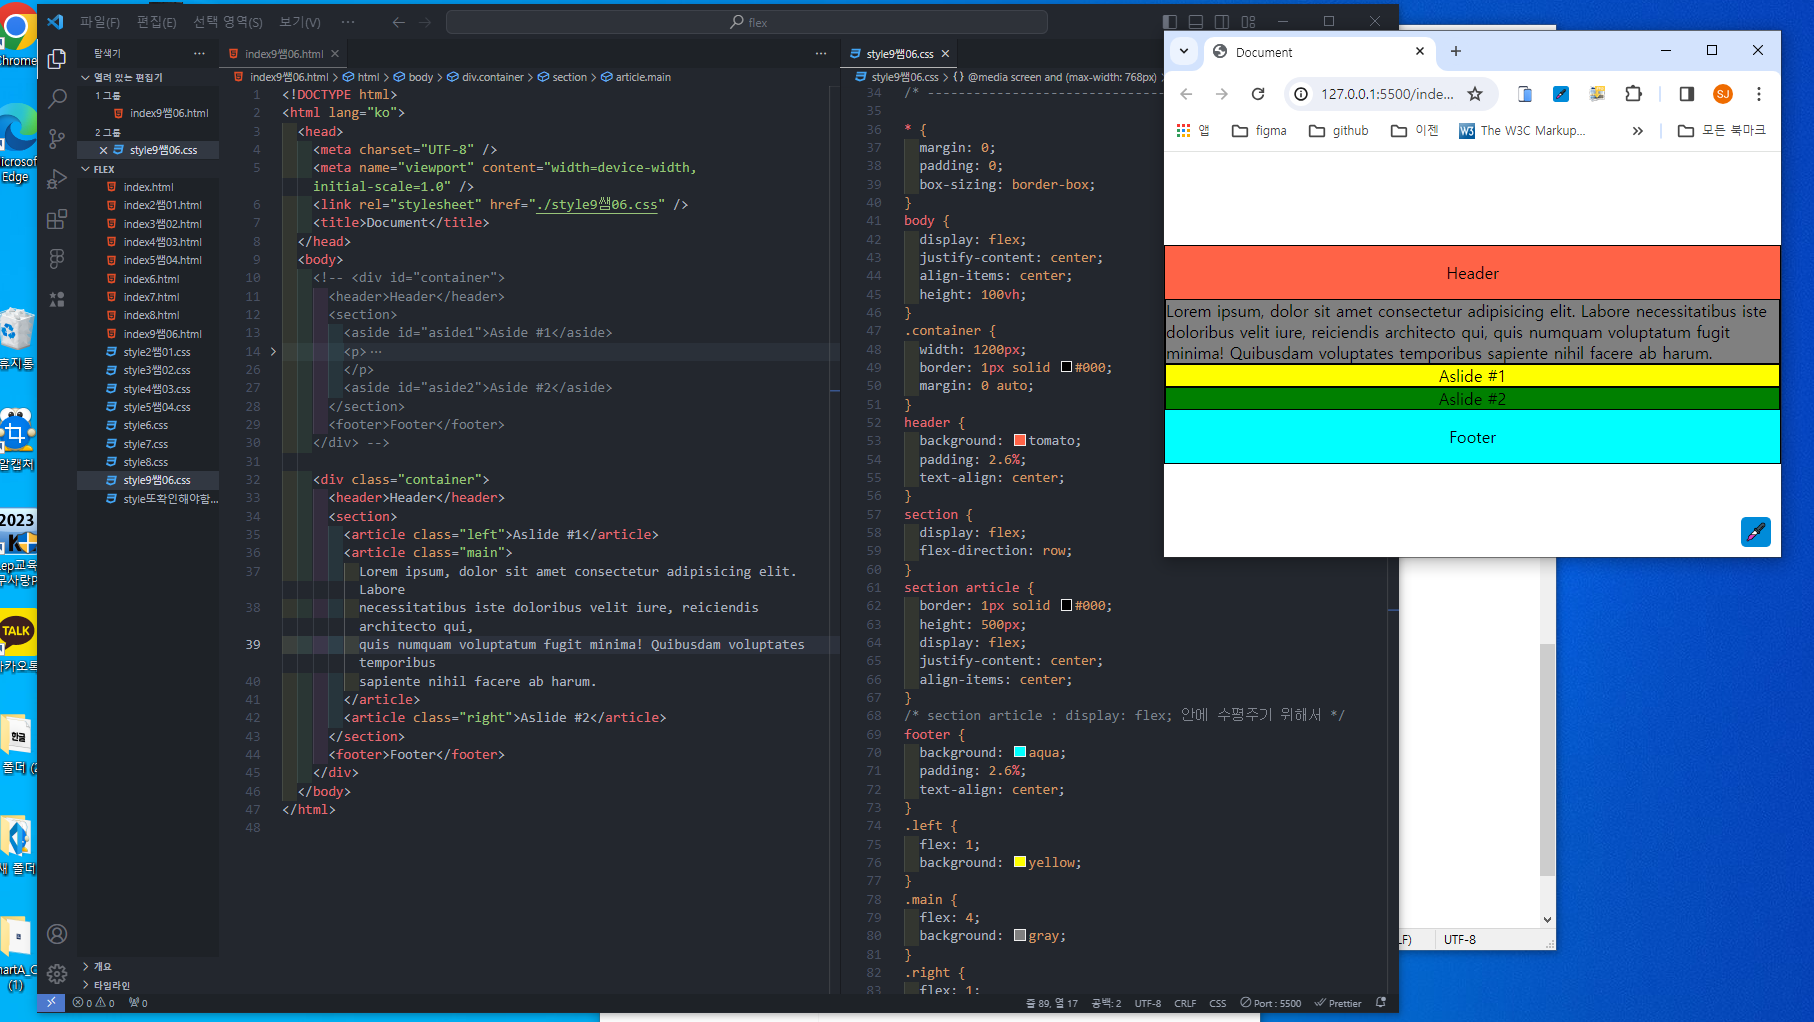 파일(F) 편집(E) 선택 영역(S) 보기(V) ···
flex
탐색기 ···
열려 있는 편집기
1 그룹
index9쌤06.html
2 그룹
style9쌤06.css
FLEX
index.html
index2쌤01.html
index3쌤02.html
index4쌤03.html
index5쌤04.html
index6.html
index7.html
index8.html
index9쌤06.html
style2쌤01.css
style3쌤02.css
style4쌤03.css
style5쌤04.css
style6.css
style7.css
style8.css
style9쌤06.css
style또확인해야함...
개요
타임라인
index9쌤06.html
index9쌤06.html > html > body > div.container > section > article.main
1 <!DOCTYPE html>
2 <html lang="ko">
3 <head>
4 <meta charset="UTF-8" />
5 <meta name="viewport" content="width=device-width,
initial-scale=1.0" />
6 <link rel="stylesheet" href="./style9쌤06.css" />
7 <title>Document</title>
8 </head>
9 <body>
10 <!-- <div id="container">
11 <header>Header</header>
12 <section>
13 <aside id="aside1">Aside #1</aside>
14 <p>···
26 </p>
27 <aside id="aside2">Aside #2</aside>
28 </section>
29 <footer>Footer</footer>
30 </div> -->
31
32 <div class="container">
33 <header>Header</header>
34 <section>
35 <article class="left">Aslide #1</article>
36 <article class="main">
37 Lorem ipsum, dolor sit amet consectetur adipisicing elit.
Labore
38 necessitatibus iste doloribus velit iure, reiciendis
architecto qui,
39 quis numquam voluptatum fugit minima! Quibusdam voluptates
temporibus
40 sapiente nihil facere ab harum.
41 </article>
42 <article class="right">Aslide #2</article>
43 </section>
44 <footer>Footer</footer>
45 </div>
46 </body>
47 </html>
48
style9쌤06.css
style9쌤06.css > {} @media screen and (max-width: 768px)
34 /* ------------------------------
35
36 * {
37 margin: 0;
38 padding: 0;
39 box-sizing: border-box;
40 }
41 body {
42 display: flex;
43 justify-content: center;
44 align-items: center;
45 height: 100vh;
46 }
47 .container {
48 width: 1200px;
49 border: 1px solid #000;
50 margin: 0 auto;
51 }
52 header {
53 background: tomato;
54 padding: 2.6%;
55 text-align: center;
56 }
57 section {
58 display: flex;
59 flex-direction: row;
60 }
61 section article {
62 border: 1px solid #000;
63 height: 500px;
64 display: flex;
65 justify-content: center;
66 align-items: center;
67 }
68 /* section article : display: flex; 안에 수평주기 위해서 */
69 footer {
70 background: aqua;
71 padding: 2.6%;
72 text-align: center;
73 }
74 .left {
75 flex: 1;
76 background: yellow;
77 }
78 .main {
79 flex: 4;
80 background: gray;
81 }
82 .right {
83 flex: 1;
0 0 0 줄 89, 열 17 공백: 2 UTF-8 CRLF CSS Port : 5500 Prettier
Document
127.0.0.1:5500/inde...
SJ
앱 figma github 이젠 W3 The W3C Markup... » 모든 북마크
Header
Lorem ipsum, dolor sit amet consectetur adipisicing elit. Labore necessitatibus iste
doloribus velit iure, reiciendis architecto qui, quis numquam voluptatum fugit
minima! Quibusdam voluptates temporibus sapiente nihil facere ab harum.
Aslide #1
Aslide #2
Footer
LF) UTF-8
Chrome
Edge
휴지통
알캡처
2023
TALK
한글